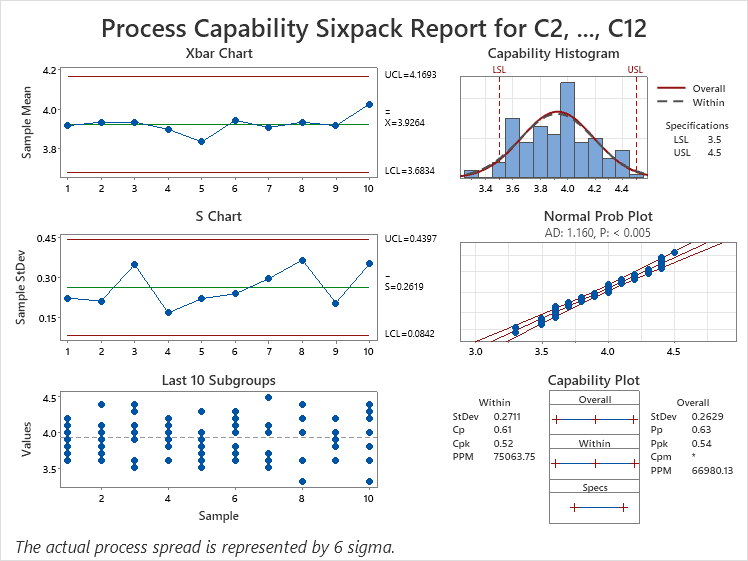 Process Capability Sixpack Report for C2, ..., C12
Xbar Chart
Sample Mean
4.2
4.0
3.8
1 2 3 4 5 6 7 8 9 10
UCL=4.1693
=
X=3.9264
LCL=3.6834
Capability Histogram
LSL USL
3.4 3.6 3.8 4.0 4.2 4.4
Overall
Within
Specifications
LSL 3.5
USL 4.5
S Chart
Sample StDev
0.45
0.30
0.15
1 2 3 4 5 6 7 8 9 10
UCL=0.4397
–
S=0.2619
LCL=0.0842
Normal Prob Plot
AD: 1.160, P: < 0.005
3.0 3.5 4.0 4.5
Last 10 Subgroups
Values
4.5
4.0
3.5
2 4 6 8 10
Sample
Capability Plot
Within
StDev 0.2711
Cp 0.61
Cpk 0.52
PPM 75063.75
Overall
Within
Specs
Overall
StDev 0.2629
Pp 0.63
Ppk 0.54
Cpm *
PPM 66980.13
The actual process spread is represented by 6 sigma.